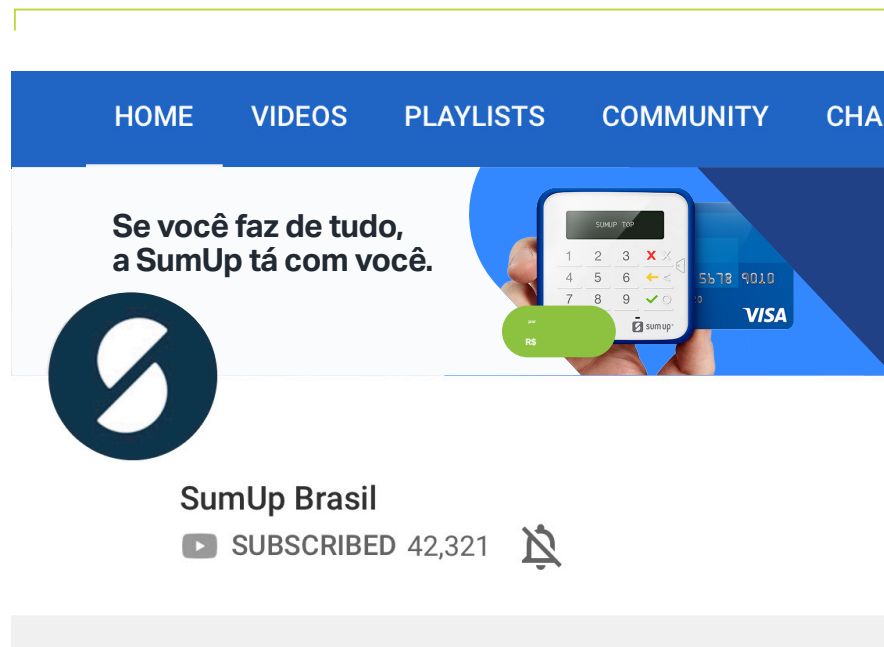 HOME VIDEOS PLAYLISTS COMMUNITY CHA
Se você faz de tudo,
a SumUp tá com você.
SUMUP TOP
1 2 3
4 5 6
7 8 9
5678 9010
VISA
sumup
R$
SumUp Brasil
SUBSCRIBED 42,321